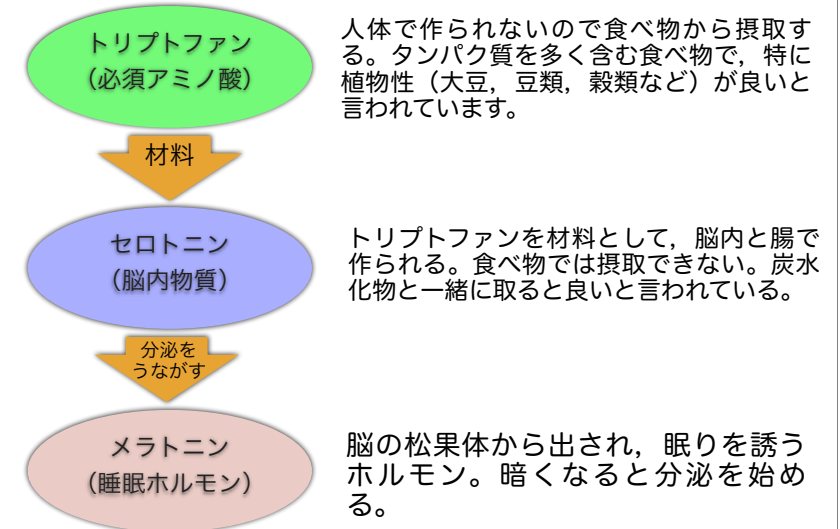 トリプトファン
（必須アミノ酸）
人体で作られないので食べ物から摂取す
る。タンパク質を多く含む食べ物で，特に
植物性（大豆，豆類，穀類など）が良いと
言われています。
材料
セロトニン
（脳内物質）
トリプトファンを材料として，脳内と腸で
作られる。食べ物では摂取できない。炭水
化物と一緒に取ると良いと言われている。
分泌を
うながす
メラトニン
（睡眠ホルモン）
脳の松果体から出され，眠りを誘う
ホルモン。暗くなると分泌を始め
る。